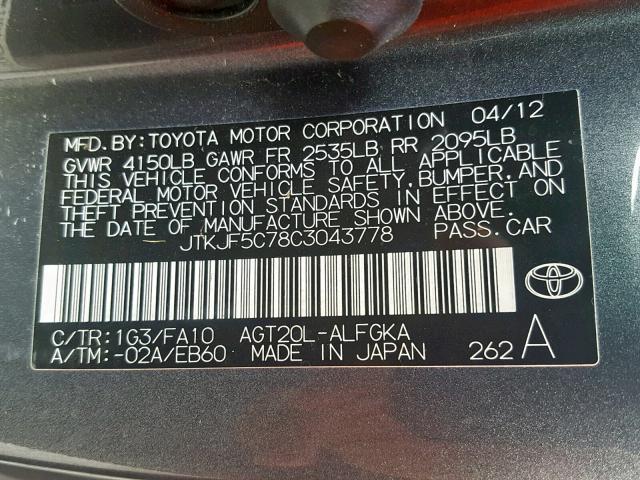 MFD. BY: TOYOTA MOTOR CORPORATION 04/12
GVWR 4150LB GAWR FR 2535LB RR 2095LB
THIS VEHICLE CONFORMS TO ALL APPLICABLE
FEDERAL MOTOR VEHICLE SAFETY, BUMPER, AND
THEFT PREVENTION STANDARDS IN EFFECT ON
THE DATE OF MANUFACTURE SHOWN ABOVE.
JTKJF5C78C3043778 PASS. CAR
C/TR: 1G3/FA10 AGT20L-ALFGKA
A/TM: -02A/EB60 MADE IN JAPAN 262 A